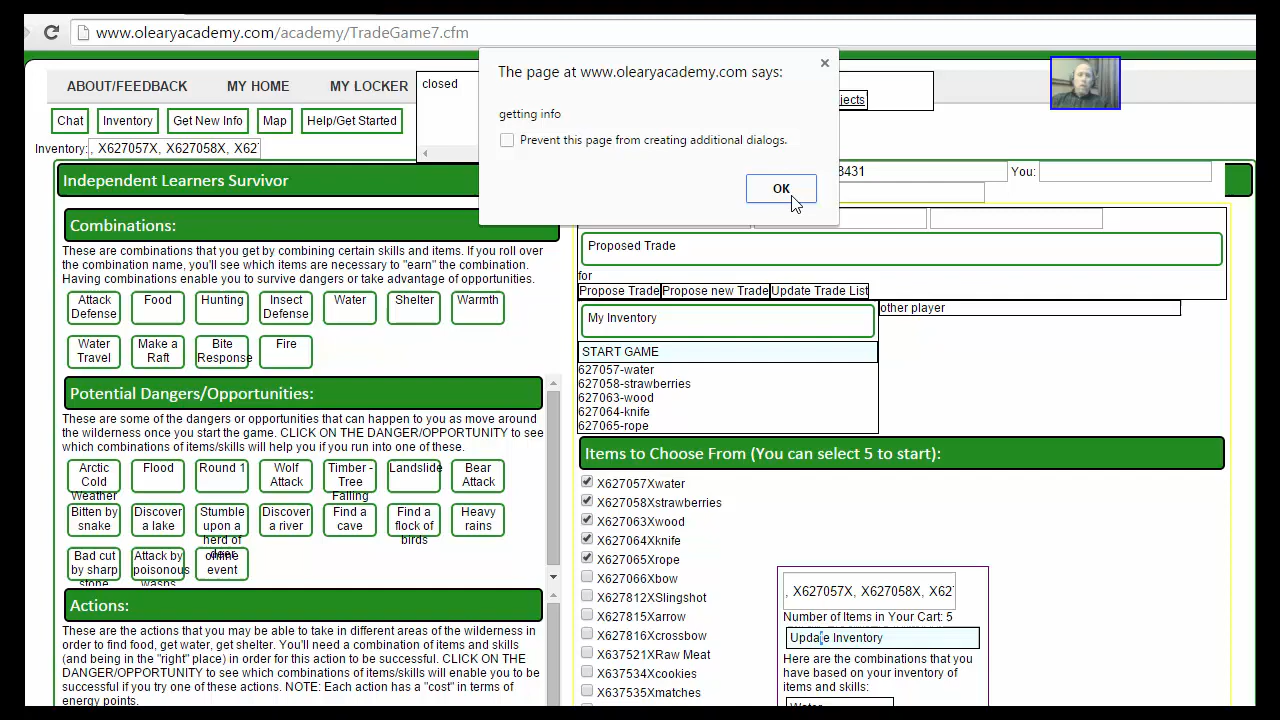 www.olearyacademy.com/academy/TradeGame7.cfm
The page at www.olearyacademy.com says:
getting info
Prevent this page from creating additional dialogs.
OK
ABOUT/FEEDBACK MY HOME MY LOCKER
closed
jects
Chat Inventory Get New Info Map Help/Get Started
Inventory: , X627057X, X627058X, X62
8431 You:
Independent Learners Survivor
Combinations:
These are combinations that you get by combining certain skills and items. If you roll over
the combination name, you'll see which items are necessary to "earn" the combination.
Having combinations enable you to survive dangers or take advantage of opportunities.
Attack Defense
Food
Hunting
Insect Defense
Water
Shelter
Warmth
Water Travel
Make a Raft
Bite Response
Fire
Potential Dangers/Opportunities:
These are some of the dangers or opportunities that can happen to you as move around
the wilderness once you start the game. CLICK ON THE DANGER/OPPORTUNITY to see
which combinations of items/skills will help you if you run into one of these.
Arctic Cold Weather
Flood
Round 1
Wolf Attack
Timber - Tree Falling
Landslide
Bear Attack
Bitten by snake
Discover a lake
Stumble upon a herd of deer
Discover a river
Find a cave
Find a flock of birds
Heavy rains
Bad cut by sharp stone
Attack by poisonous wasps
online event
Actions:
These are the actions that you may be able to take in different areas of the wilderness in
order to find food, get water, get shelter. You'll need a combination of items and skills
(and being in the "right" place) in order for this action to be successful. CLICK ON THE
DANGER/OPPORTUNITY to see which combinations of items/skills will enable you to be
successful if you try one of these actions. NOTE: Each action has a "cost" in terms of
energy points.
Proposed Trade
for
Propose Trade Propose new Trade Update Trade List
My Inventory
other player
START GAME
627057-water
627058-strawberries
627063-wood
627064-knife
627065-rope
Items to Choose From (You can select 5 to start):
X627057Xwater
X627058Xstrawberries
X627063Xwood
X627064Xknife
X627065Xrope
X627066Xbow
X627812XSlingshot
X627815Xarrow
X627816Xcrossbow
X637521XRaw Meat
X637534Xcookies
X637535Xmatches
, X627057X, X627058X, X62
Number of Items in Your Cart: 5
Update Inventory
Here are the combinations that you
have based on your inventory of
items and skills:
Water